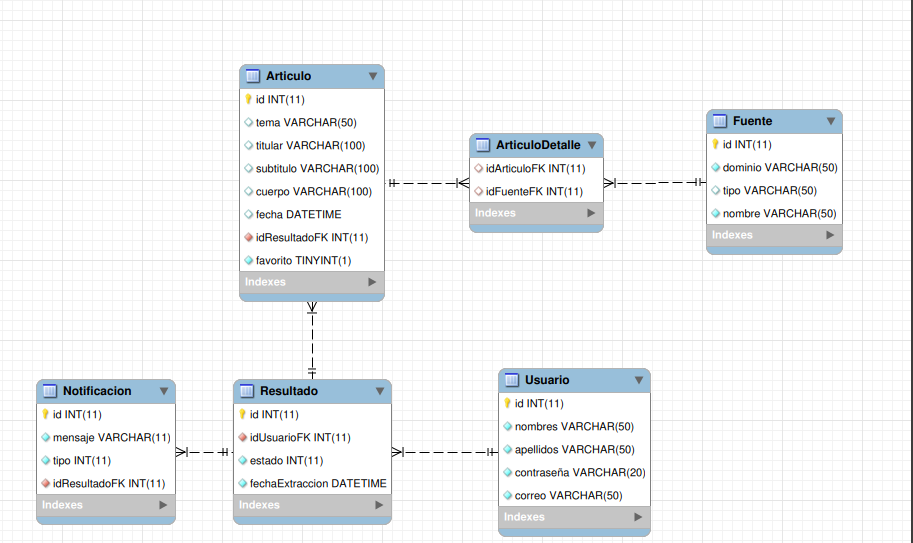 Articulo
id INT(11)
tema VARCHAR(50)
titular VARCHAR(100)
subtitulo VARCHAR(100)
cuerpo VARCHAR(100)
fecha DATETIME
idResultadoFK INT(11)
favorito TINYINT(1)
Indexes
ArticuloDetalle
idArticuloFK INT(11)
idFuenteFK INT(11)
Indexes
Fuente
id INT(11)
dominio VARCHAR(50)
tipo VARCHAR(50)
nombre VARCHAR(50)
Indexes
Notificacion
id INT(11)
mensaje VARCHAR(11)
tipo INT(11)
idResultadoFK INT(11)
Indexes
Resultado
id INT(11)
idUsuarioFK INT(11)
estado INT(11)
fechaExtraccion DATETIME
Indexes
Usuario
id INT(11)
nombres VARCHAR(50)
apellidos VARCHAR(50)
contraseña VARCHAR(20)
correo VARCHAR(50)
Indexes